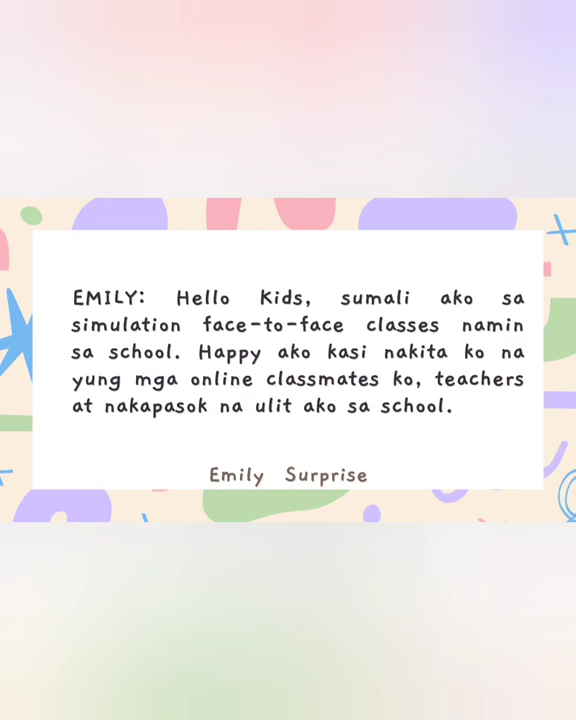 EMILY: Hello Kids, sumali ako sa
simulation face-to-face classes namin
sa school. Happy ako kasi nakita ko na
yung mga online classmates ko, teachers
at nakapasok na ulit ako sa school.
Emily Surprise